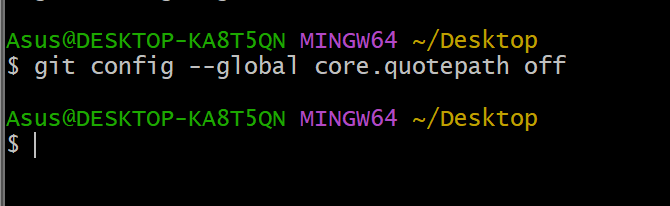 Asus@DESKTOP-KA8T5QN MINGW64 ~/Desktop
$ git config --global core.quotepath off
Asus@DESKTOP-KA8T5QN MINGW64 ~/Desktop
$